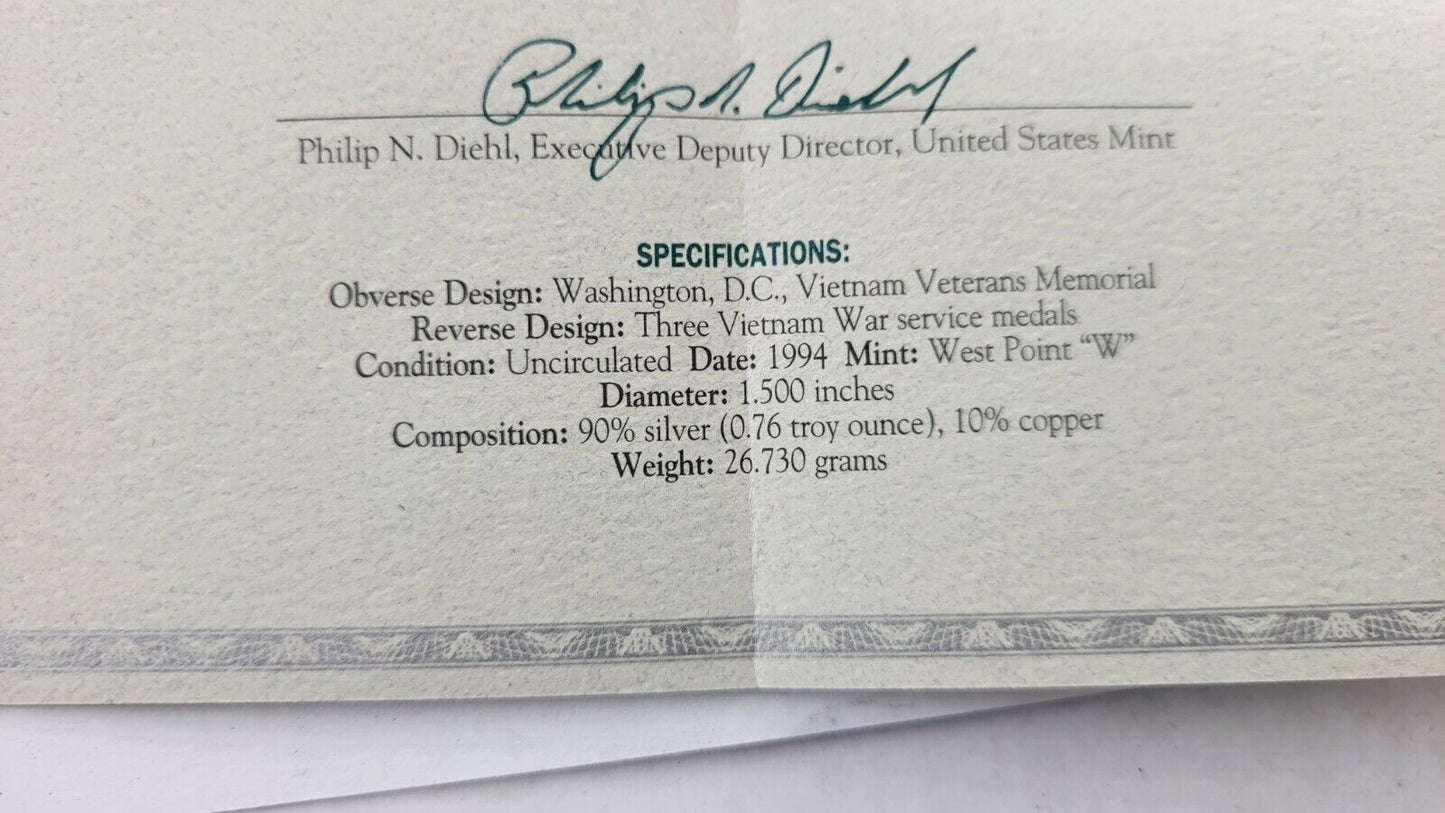 Philip N. Diehl
Philip N. Diehl, Executive Deputy Director, United States Mint
SPECIFICATIONS:
Obverse Design: Washington, D.C., Vietnam Veterans Memorial
Reverse Design: Three Vietnam War service medals
Condition: Uncirculated Date: 1994 Mint: West Point “W”
Diameter: 1.500 inches
Composition: 90% silver (0.76 troy ounce), 10% copper
Weight: 26.730 grams